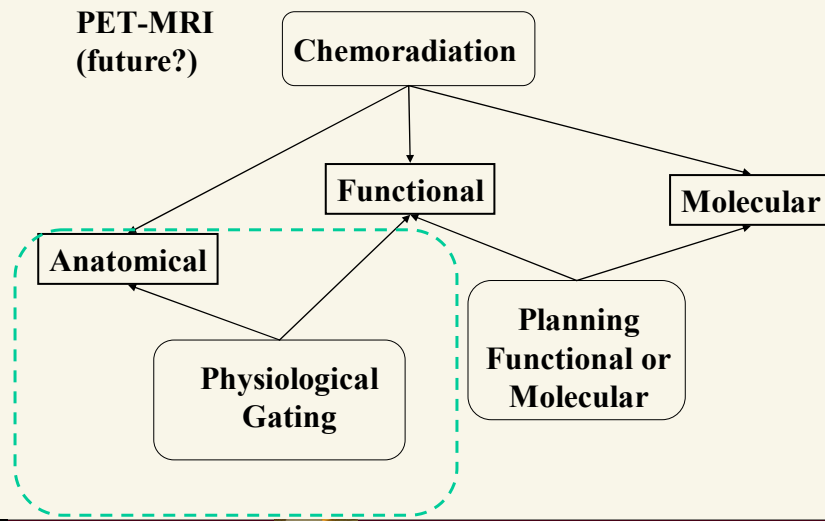 PET-MRI
(future?)
Chemoradiation
Functional
Molecular
Anatomical
Planning
Functional or
Molecular
Physiological
Gating